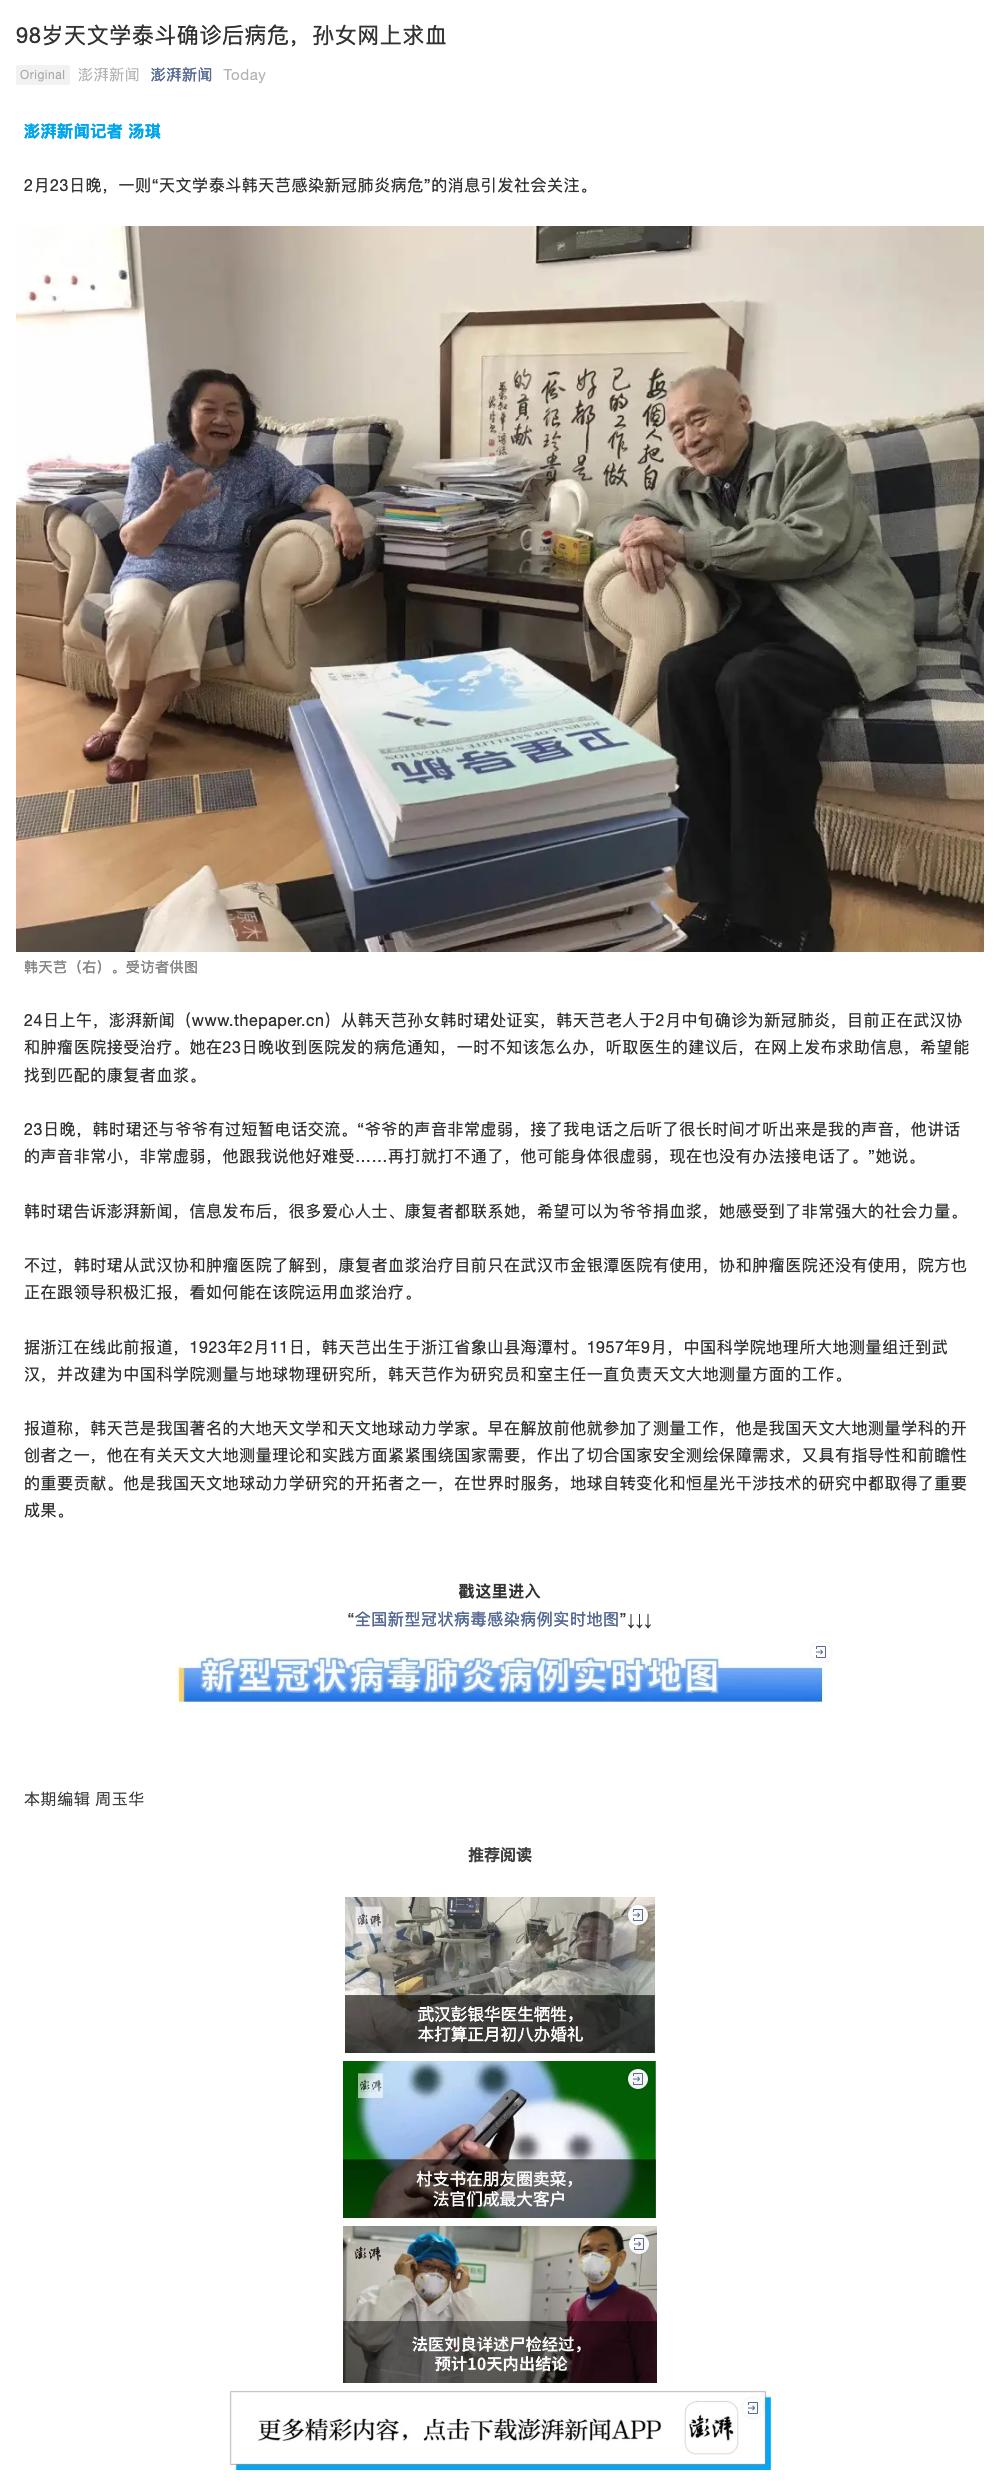 98岁天文学泰斗确诊后病危，孙女网上求血
Original 澎湃新闻 澎湃新闻 Today
澎湃新闻记者 汤琪
2月23日晚，一则“天文学泰斗韩天芑感染新冠肺炎病危”的消息引发社会关注。
每個人把自
己的工作做
好都是
一份很珍貴
的貢献
JOURNAL OF SATELLITE NAVIGATION
卫星导航
原木
韩天芑（右）。受访者供图
24日上午，澎湃新闻（www.thepaper.cn）从韩天芑孙女韩时珺处证实，韩天芑老人于2月中旬确诊为新冠肺炎，目前正在武汉协
和肿瘤医院接受治疗。她在23日晚收到医院发的病危通知，一时不知该怎么办，听取医生的建议后，在网上发布求助信息，希望能
找到匹配的康复者血浆。
23日晚，韩时珺还与爷爷有过短暂电话交流。“爷爷的声音非常虚弱，接了我电话之后听了很长时间才听出来是我的声音，他讲话
的声音非常小，非常虚弱，他跟我说他好难受……再打就打不通了，他可能身体很虚弱，现在也没有办法接电话了。”她说。
韩时珺告诉澎湃新闻，信息发布后，很多爱心人士、康复者都联系她，希望可以为爷爷捐血浆，她感受到了非常强大的社会力量。
不过，韩时珺从武汉协和肿瘤医院了解到，康复者血浆治疗目前只在武汉市金银潭医院有使用，协和肿瘤医院还没有使用，院方也
正在跟领导积极汇报，看如何能在该院运用血浆治疗。
据浙江在线此前报道，1923年2月11日，韩天芑出生于浙江省象山县海潭村。1957年9月，中国科学院地理所大地测量组迁到武
汉，并改建为中国科学院测量与地球物理研究所，韩天芑作为研究员和室主任一直负责天文大地测量方面的工作。
报道称，韩天芑是我国著名的大地天文学和天文地球动力学家。早在解放前他就参加了测量工作，他是我国天文大地测量学科的开
创者之一，他在有关天文大地测量理论和实践方面紧紧围绕国家需要，作出了切合国家安全测绘保障需求，又具有指导性和前瞻性
的重要贡献。他是我国天文地球动力学研究的开拓者之一，在世界时服务，地球自转变化和恒星光干涉技术的研究中都取得了重要
成果。
戳这里进入
“全国新型冠状病毒感染病例实时地图”↓↓↓
新型冠状病毒肺炎病例实时地图
本期编辑 周玉华
推荐阅读
澎湃
武汉彭银华医生牺牲，
本打算正月初八办婚礼
澎湃
村支书在朋友圈卖菜，
法官们成最大客户
澎湃
法医刘良详述尸检经过，
预计10天内出结论
更多精彩内容，点击下载澎湃新闻APP 澎湃